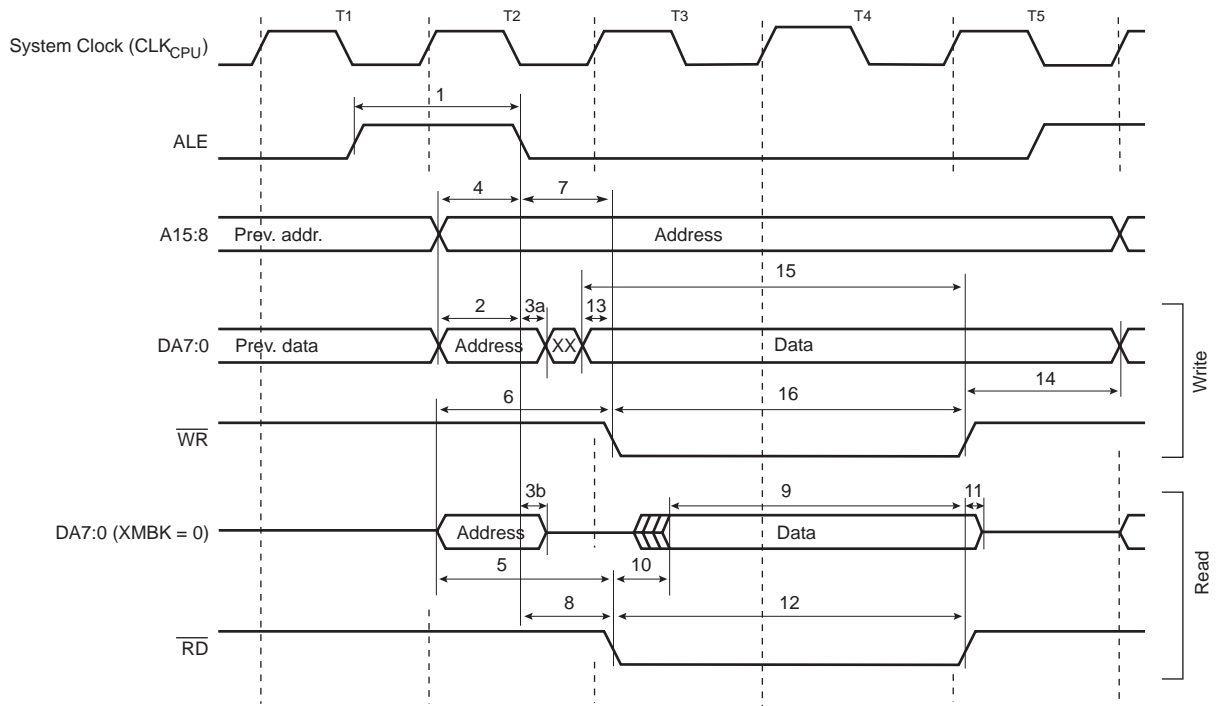 T1 T2 T3 T4 T5
System Clock (CLKCPU)
1
ALE
4 7
A15:8 Prev. addr. Address
15
2 3a 13
DA7:0 Prev. data Address XX Data
14
6 16
WR
Write
3b 9 11
DA7:0 (XMBK = 0) Address Data
5 10
8 12
RD
Read